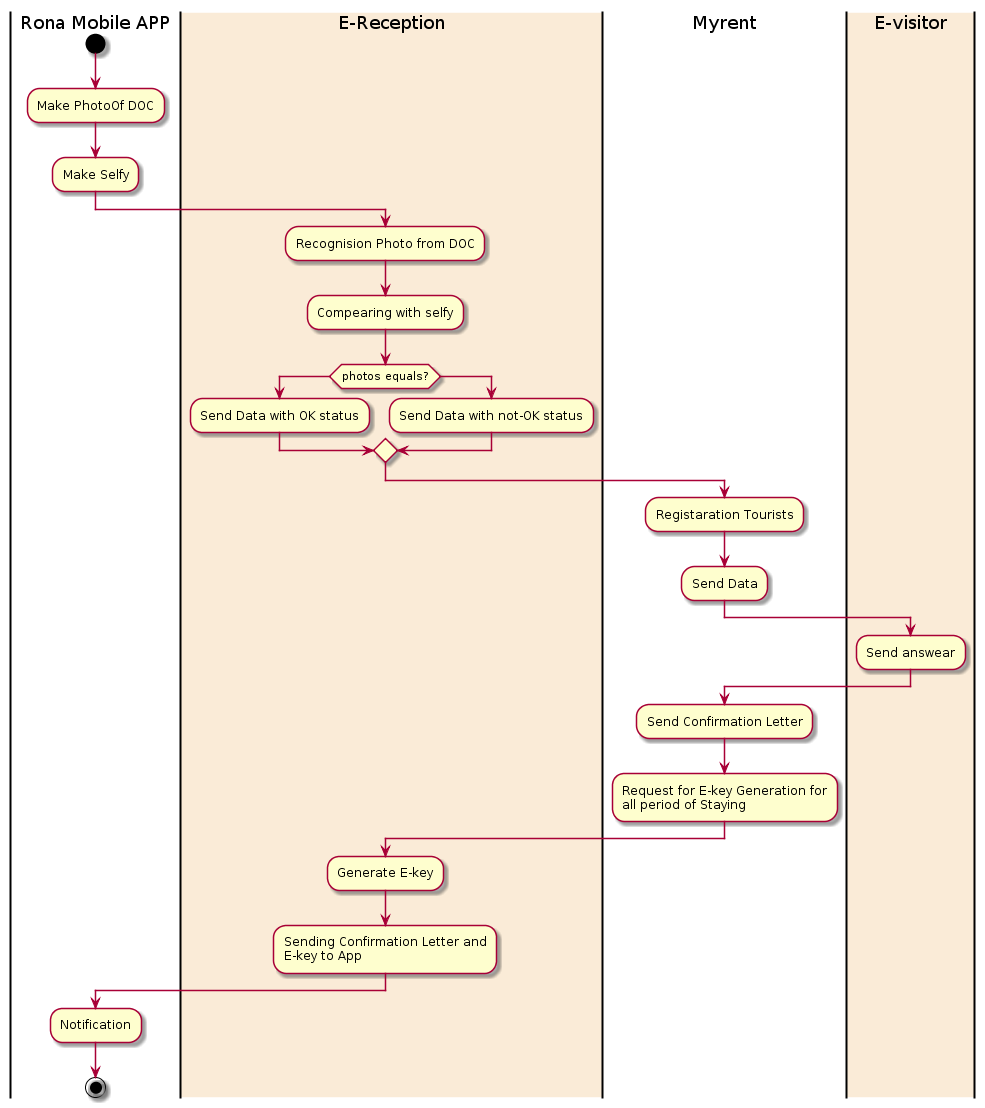 Rona Mobile APP
E-Reception
Myrent
E-visitor
Make PhotoOf DOC
Make Selfy
Recognision Photo from DOC
Compearing with selfy
photos equals?
Send Data with OK status
Send Data with not-OK status
Registaration Tourists
Send Data
Send answear
Send Confirmation Letter
Request for E-key Generation for
all period of Staying
Generate E-key
Sending Confirmation Letter and
E-key to App
Notification